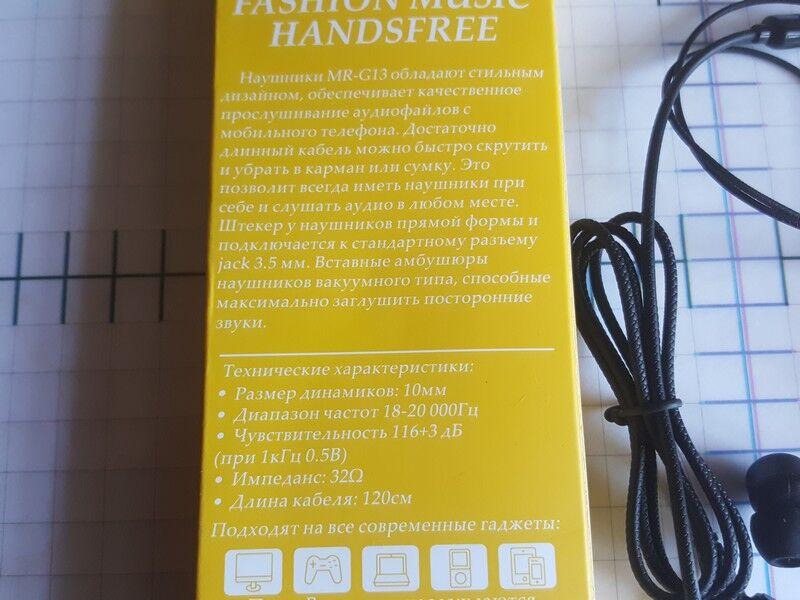 FASHION MUSIC
HANDSFREE
Наушники MR-G13 обладают стильным
дизайном, обеспечивает качественное
прослушивание аудиофайлов с
мобильного телефона. Достаточно
длинный кабель можно быстро скрутить
и убрать в карман или сумку. Это
позволит всегда иметь наушники при
себе и слушать аудио в любом месте.
Штекер у наушников прямой формы и
подключается к стандартному разъему
jack 3.5 мм. Вставные амбушюры
наушников вакуумного типа, способные
максимально заглушить посторонние
звуки.
Технические характеристики:
• Размер динамиков: 10мм
• Диапазон частот 18-20 000Гц
• Чувствительность 116+3 дБ
(при 1кГц 0.5В)
• Импеданс: 32Ω
• Длина кабеля: 120см
Подходят на все современные гаджеты: